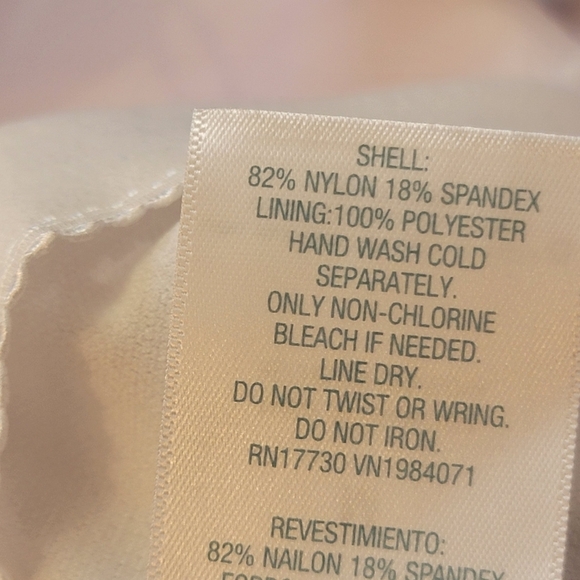 SHELL:
82% NYLON 18% SPANDEX
LINING:100% POLYESTER
HAND WASH COLD
SEPARATELY.
ONLY NON-CHLORINE
BLEACH IF NEEDED.
LINE DRY.
DO NOT TWIST OR WRING.
DO NOT IRON.
RN17730 VN1984071
REVESTIMIENTO:
82% NAILON 18% SPANDEX